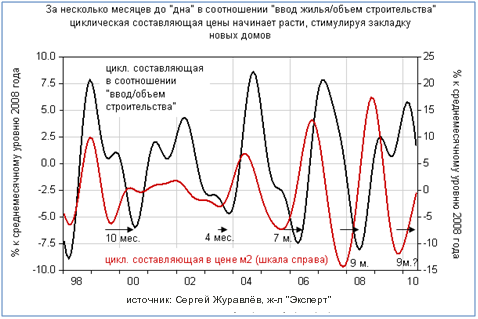 За несколько месяцев до "дна" в соотношении "ввод жилья/объем строительства"
циклическая составляющая цены начинает расти, стимулируя закладку
новых домов
% к среднемесячному уровню 2008 года
% к среднемесячному уровню 2008 года
10.0
7.5
5.0
2.5
0.0
-2.5
-5.0
-7.5
-10.0
25
20
15
10
5
0
-5
-10
-15
цикл. составляющая
в соотношении
"ввод/объем
строительства"
10 мес.
4 мес.
7 м.
9 м.
9м.?
цикл. составляющая в цене м2 (шкала справа)
98
00
02
04
06
08
10
источник: Сергей Журавлёв, ж-л "Эксперт"